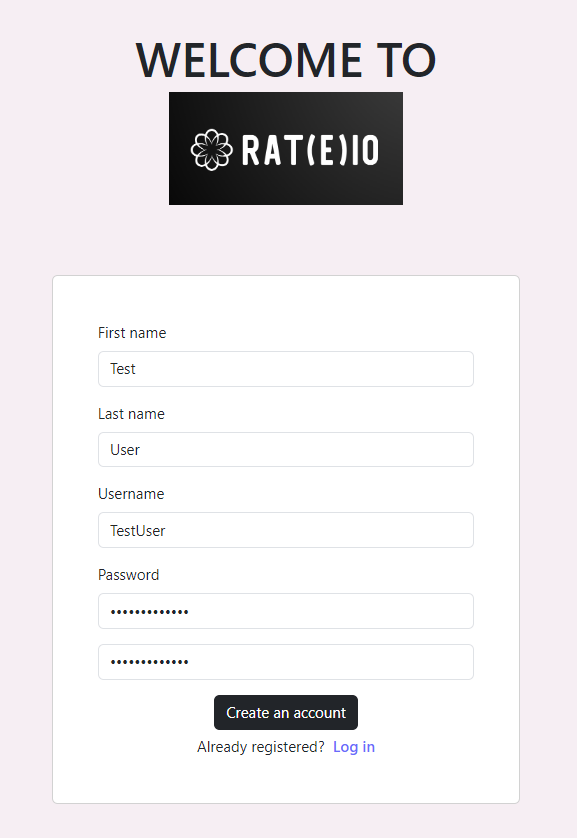 WELCOME TO
RAT(E)IO
First name
Test
Last name
User
Username
TestUser
Password
•••••••••••••
•••••••••••••
Create an account
Already registered? Log in